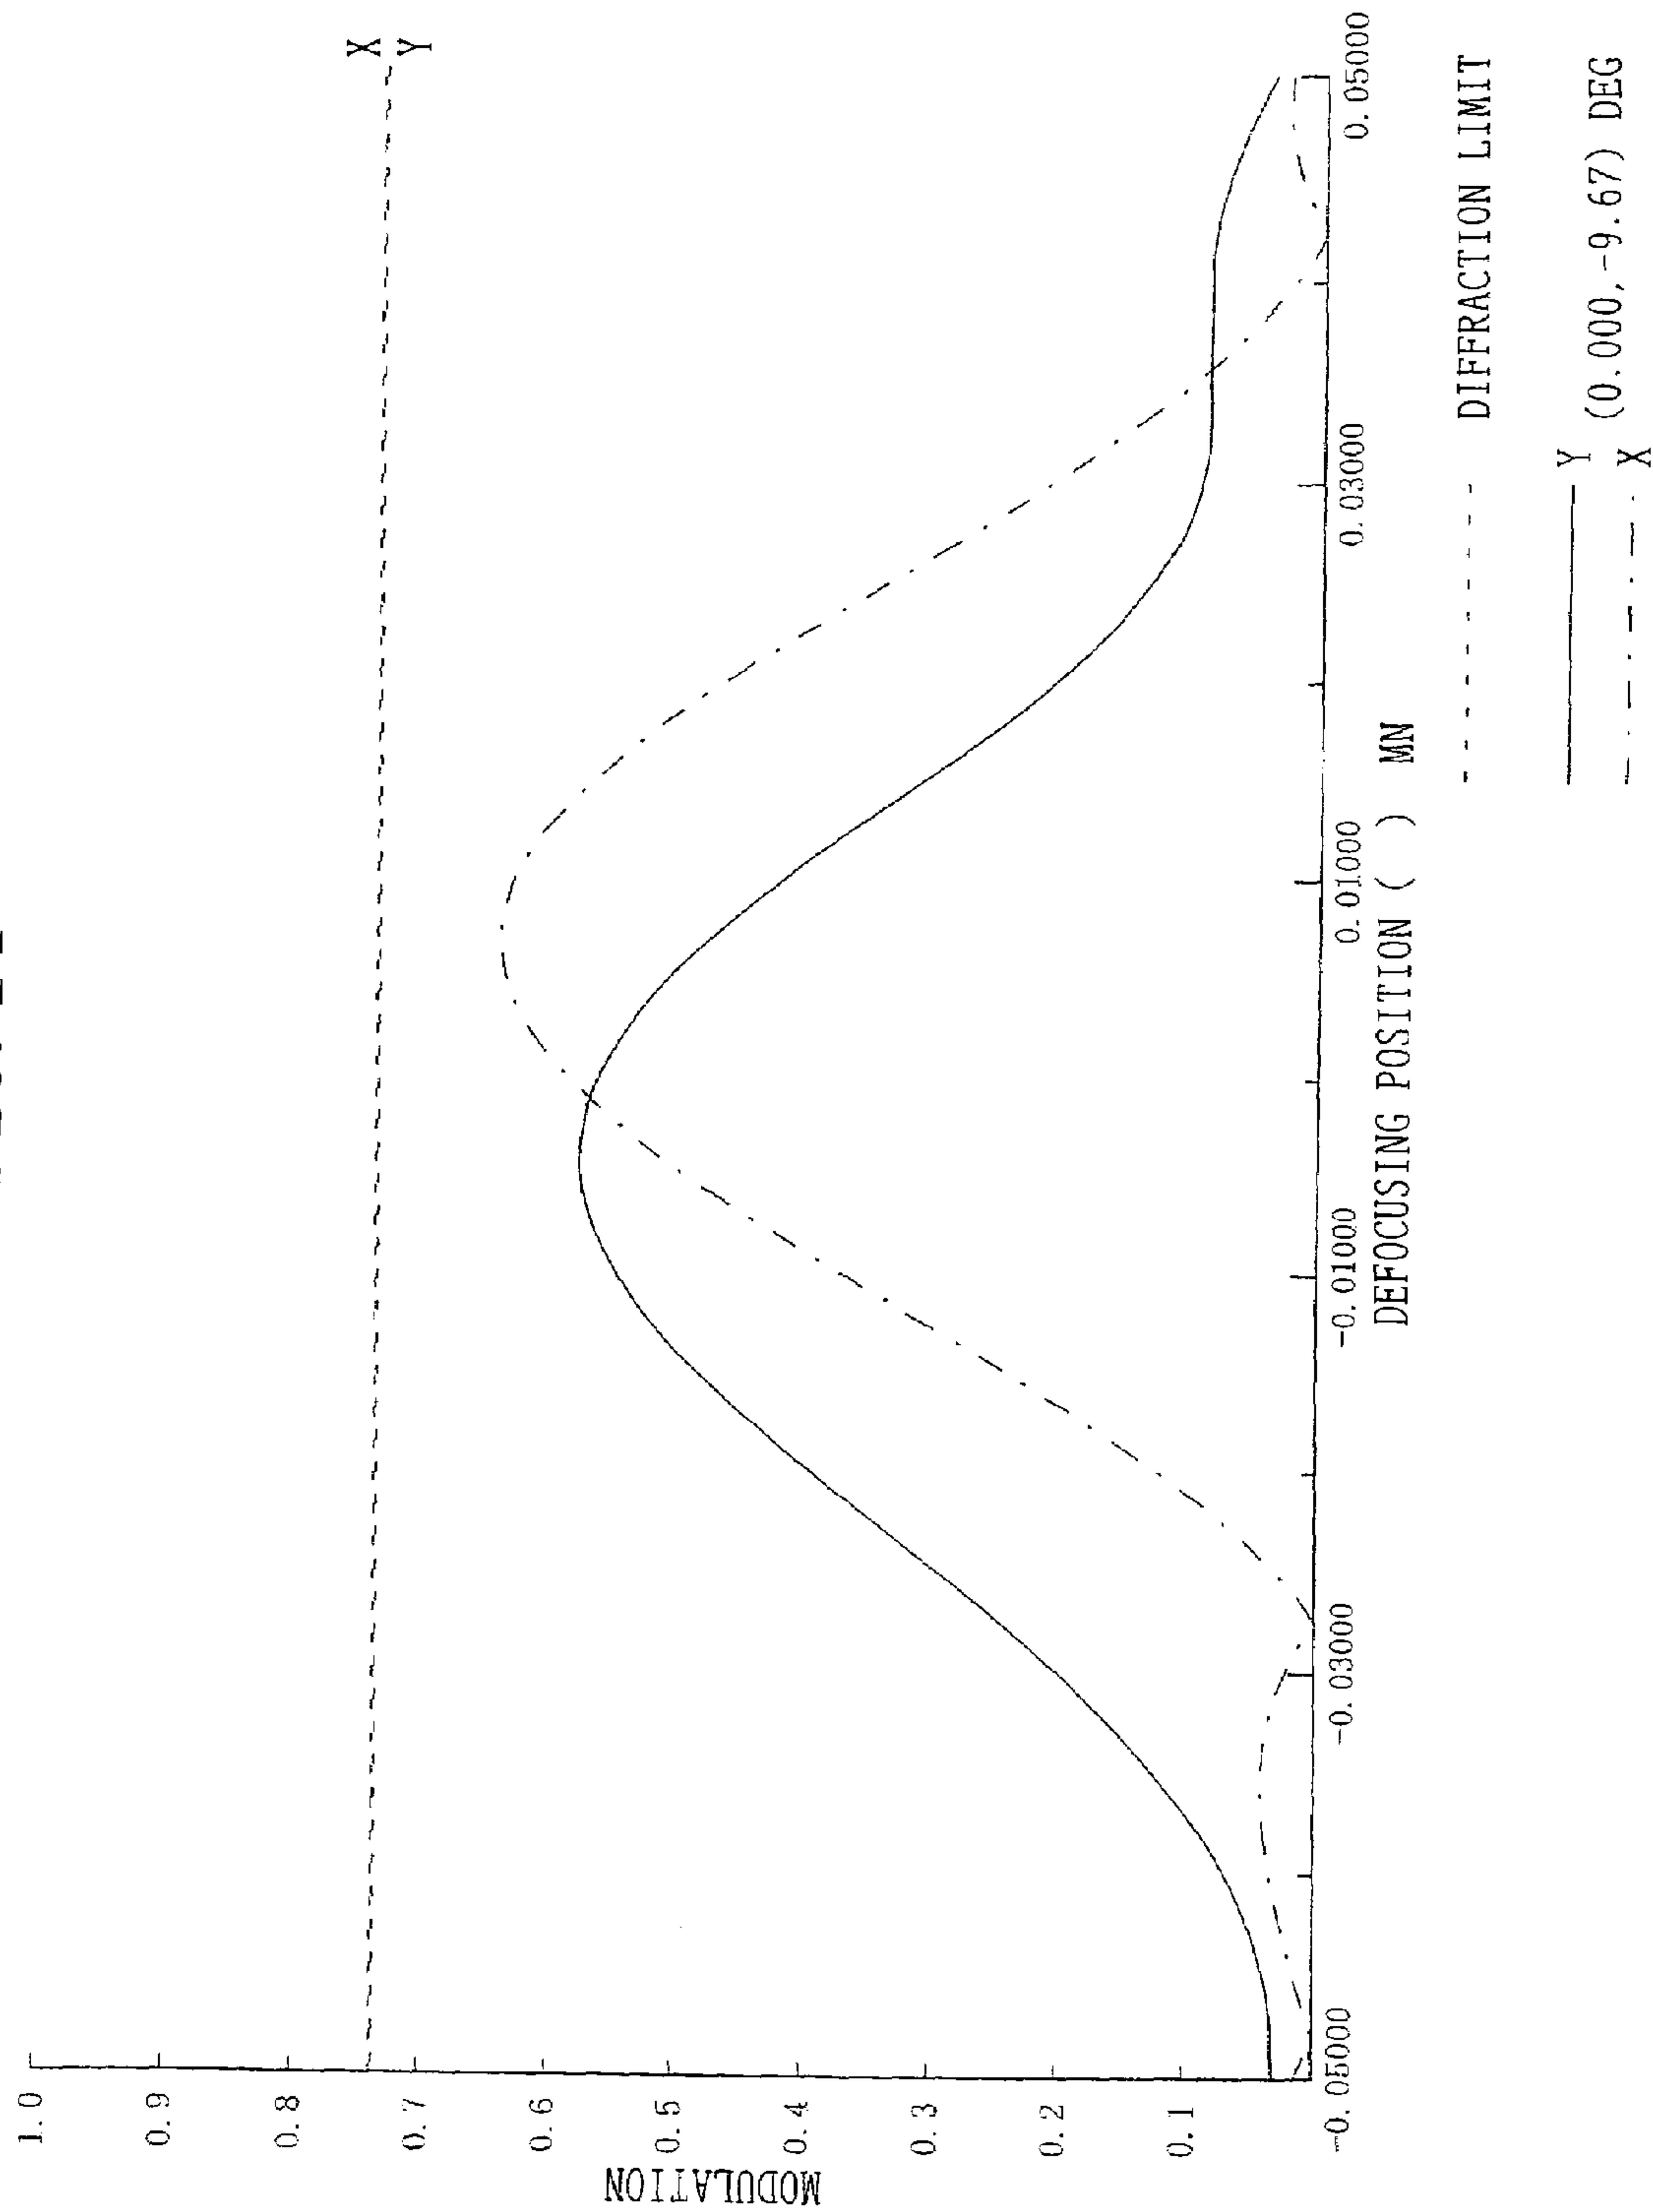 X
Y
1.0
0.9
0.8
0.7
0.6
0.5
0.4
0.3
0.2
0.1
MODULATION
-0.05000 -0.03000 -0.01000 0.01000 0.03000 0.05000
DEFOCUSING POSITION ( ) MN
DIFFRACTION LIMIT
Y (0.000,-9.67) DEG
X